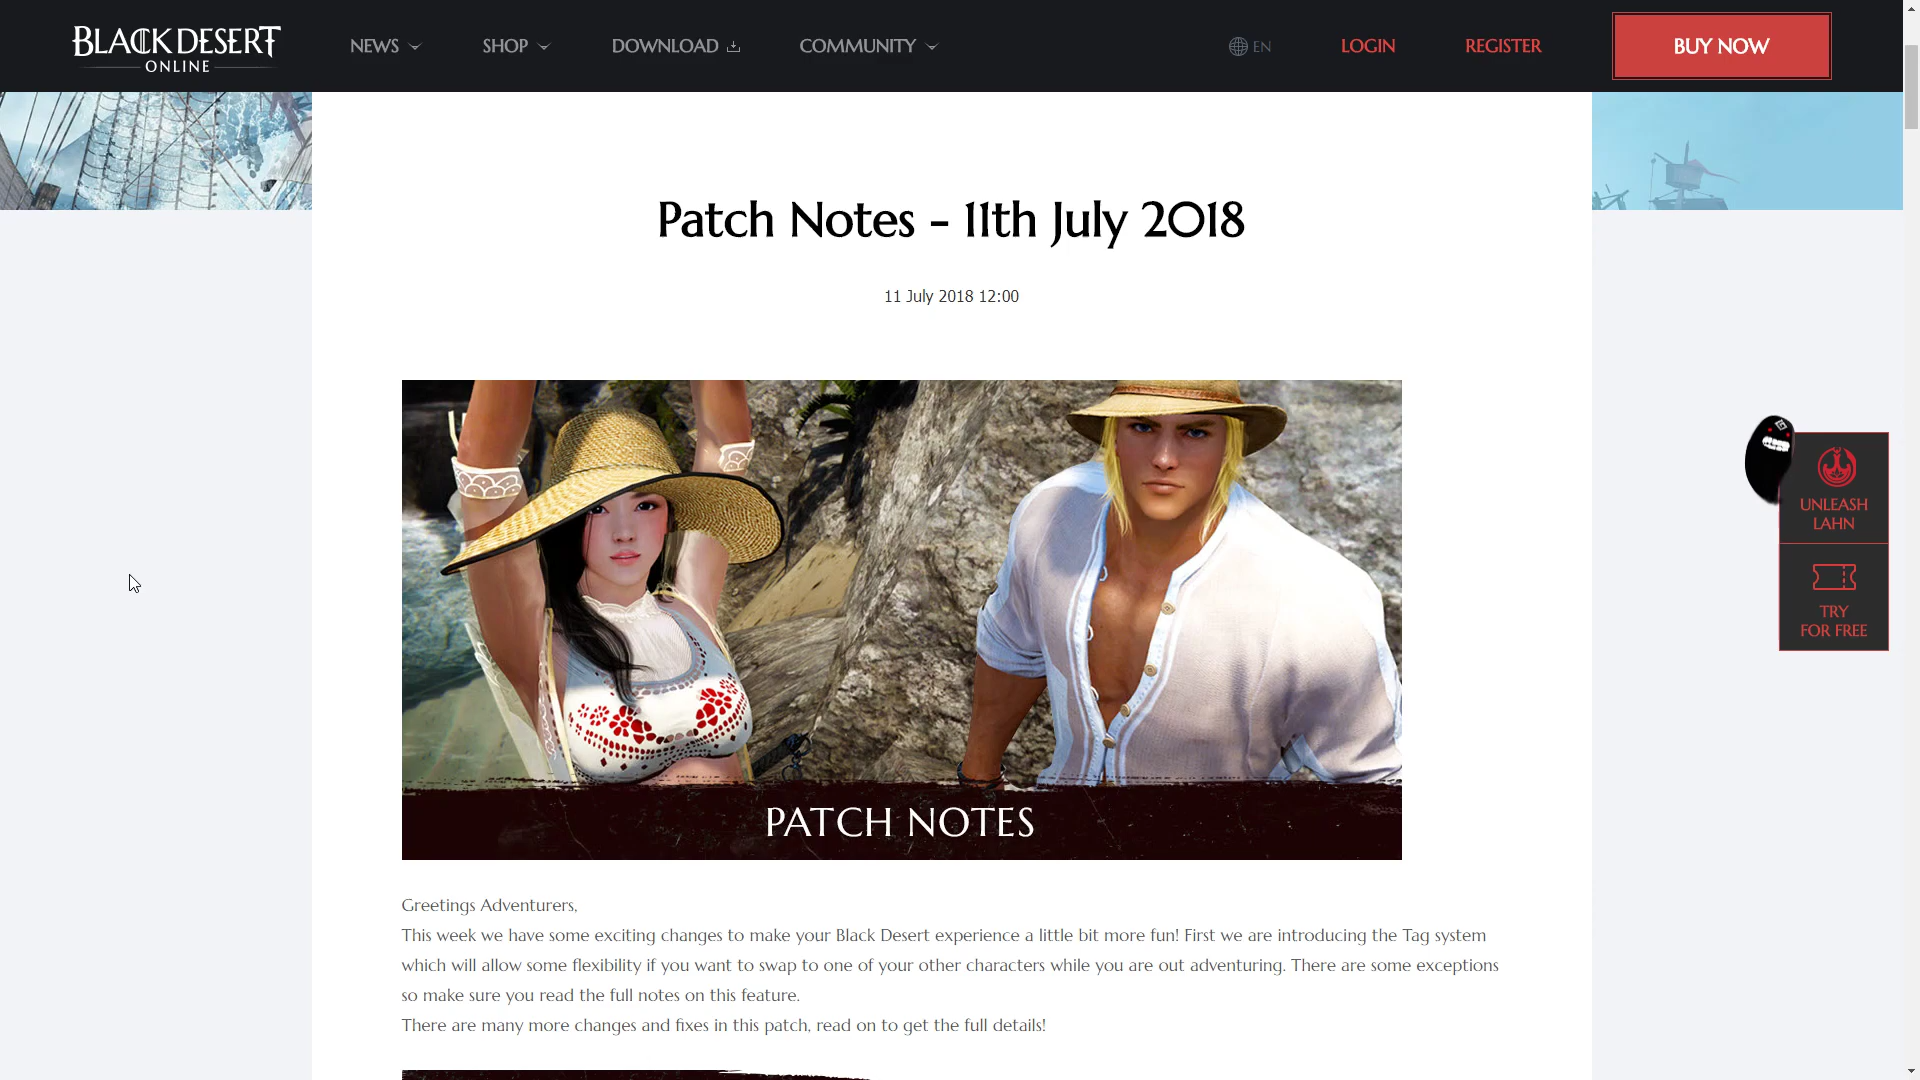 BLACK DESERT
ONLINE
NEWS
SHOP
DOWNLOAD
COMMUNITY
EN
LOGIN
REGISTER
BUY NOW
Patch Notes - 11th July 2018
11 July 2018 12:00
UNLEASH
LAHN
TRY
FOR FREE
PATCH NOTES
Greetings Adventurers,
This week we have some exciting changes to make your Black Desert experience a little bit more fun! First we are introducing the Tag system
which will allow some flexibility if you want to swap to one of your other characters while you are out adventuring. There are some exceptions
so make sure you read the full notes on this feature.
There are many more changes and fixes in this patch, read on to get the full details!